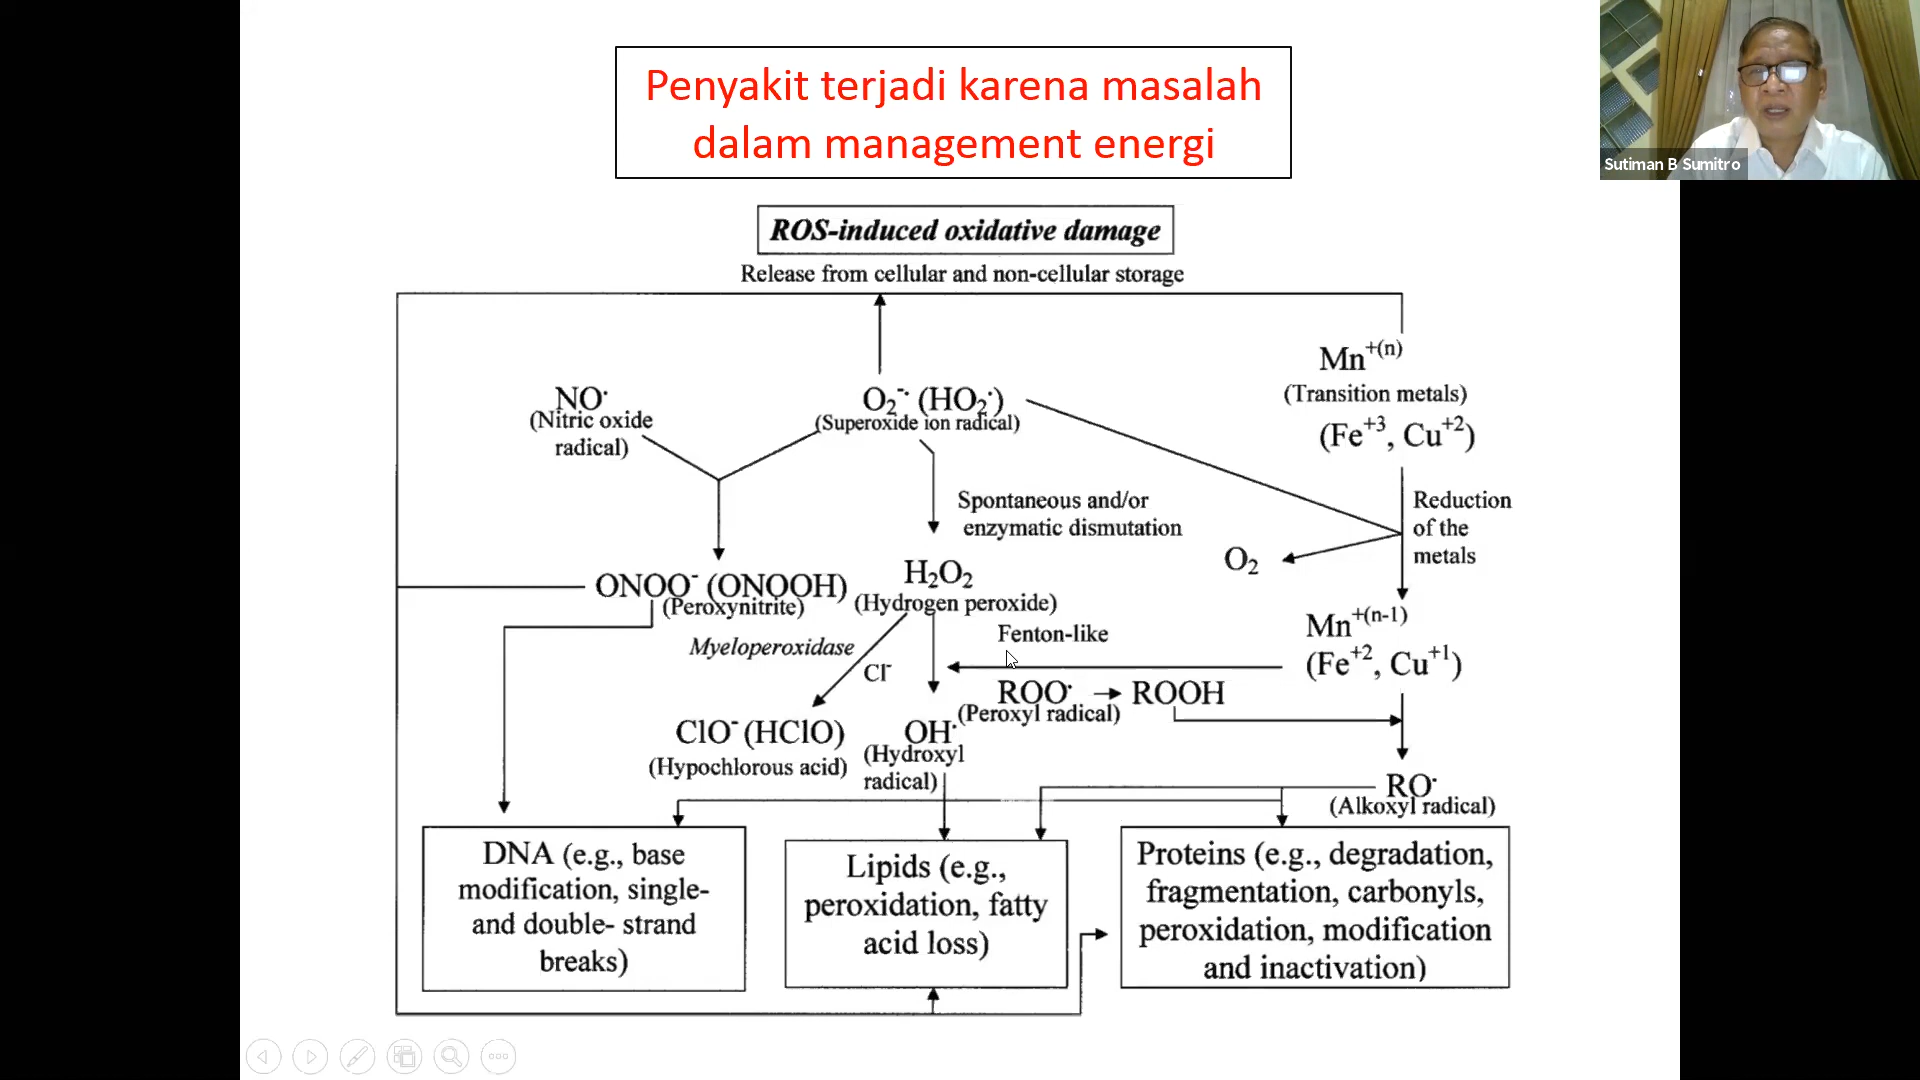 Penyakit terjadi karena masalah
dalam management energi
Sutiman B Sumitro
ROS-induced oxidative damage
Release from cellular and non-cellular storage
Mn⁺⁽ⁿ⁾
(Transition metals)
(Fe⁺³, Cu⁺²)
NO·
(Nitric oxide
radical)
O₂⁻· (HO₂·)
(Superoxide ion radical)
Spontaneous and/or
enzymatic dismutation
Reduction
of the
metals
O₂
ONOO⁻ (ONOOH)
(Peroxynitrite)
H₂O₂
(Hydrogen peroxide)
Mn⁺⁽ⁿ⁻¹⁾
(Fe⁺², Cu⁺¹)
Fenton-like
Myeloperoxidase
Cl⁻
ROO· → ROOH
(Peroxyl radical)
ClO⁻ (HClO)
(Hypochlorous acid)
OH·
(Hydroxyl
radical)
RO·
(Alkoxyl radical)
DNA (e.g., base
modification, single-
and double- strand
breaks)
Lipids (e.g.,
peroxidation, fatty
acid loss)
Proteins (e.g., degradation,
fragmentation, carbonyls,
peroxidation, modification
and inactivation)